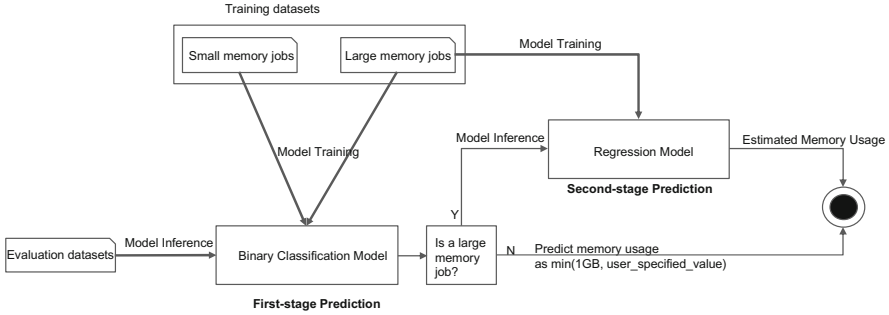 Training datasets
Small memory jobs
Large memory jobs
Model Training
Model Training
Model Inference
Regression Model
Estimated Memory Usage
Second-stage Prediction
Y
Evaluation datasets
Model Inference
Binary Classification Model
Is a large
memory
job?
N
Predict memory usage
as min(1GB, user_specified_value)
First-stage Prediction